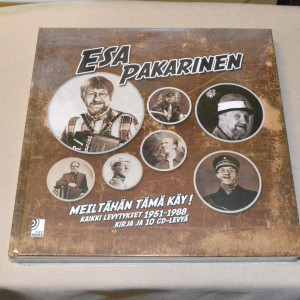 ESA
PAKARINEN
MEILTÄHÄN TÄMÄ KÄY!
KAIKKI LEVYTYKSET 1951-1988
KIRJA JA 10 CD-LEVYÄ